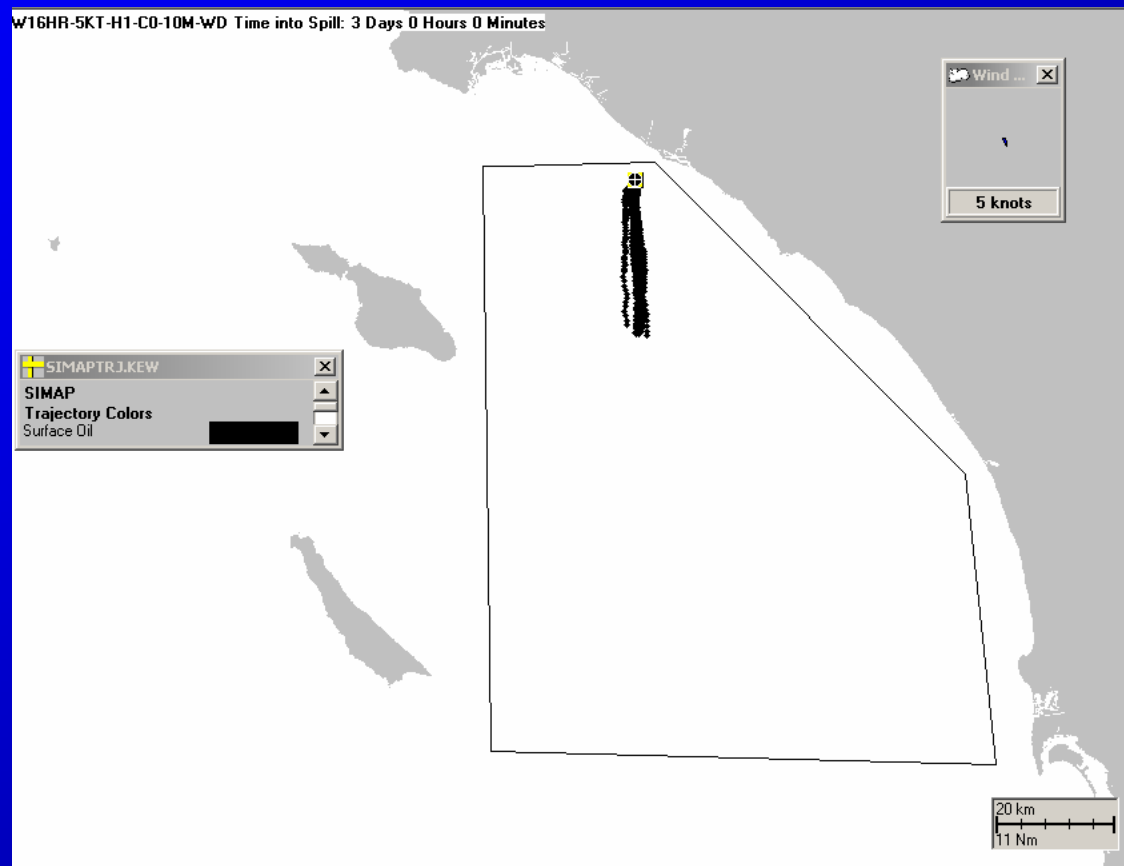 W16HR-5KT-H1-C0-10M-WD Time into Spill: 3 Days 0 Hours 0 Minutes
Wind ...
5 knots
SIMAPTRJ.KEW
SIMAP
Trajectory Colors
Surface Oil
20 km
11 Nm